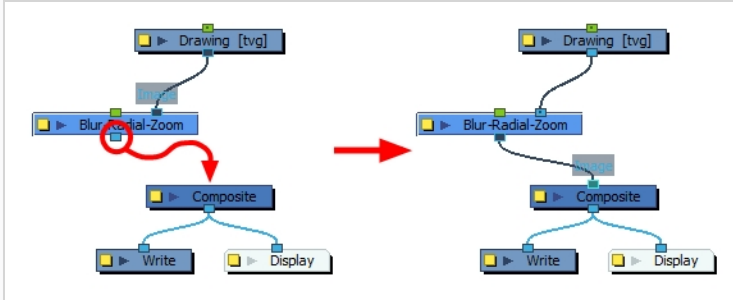 Drawing [tvg]
Image
Blur-Radial-Zoom
Composite
Write
Display
Drawing [tvg]
Blur-Radial-Zoom
Image
Composite
Write
Display